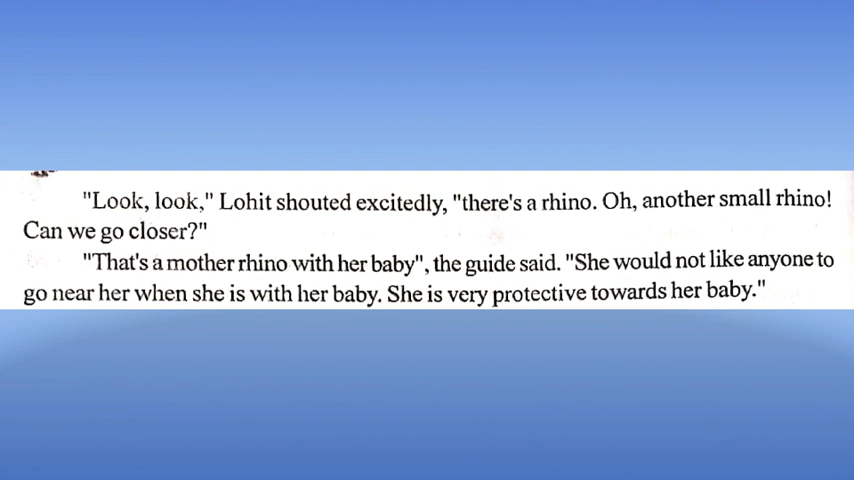 "Look, look," Lohit shouted excitedly, "there's a rhino. Oh, another small rhino!
Can we go closer?"
"That's a mother rhino with her baby", the guide said. "She would not like anyone to
go near her when she is with her baby. She is very protective towards her baby."